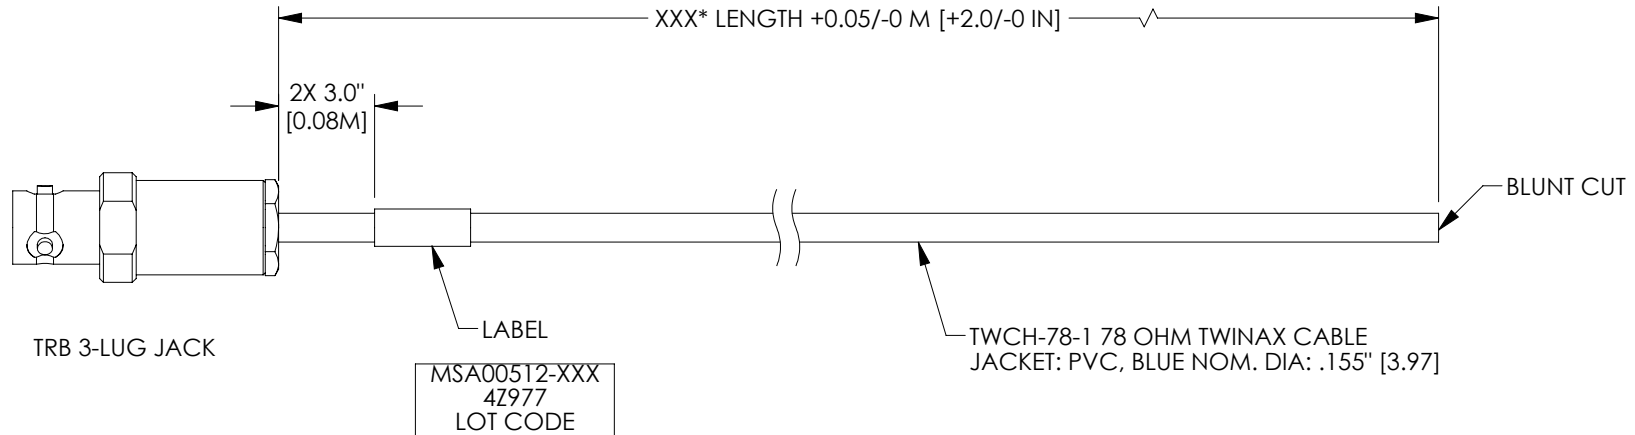 XXX* LENGTH +0.05/-0 M [+2.0/-0 IN]
2X 3.0"
[0.08M]
BLUNT CUT
TRB 3-LUG JACK
LABEL
TWCH-78-1 78 OHM TWINAX CABLE
JACKET: PVC, BLUE NOM. DIA: .155" [3.97]
MSA00512-XXX
4Z977
LOT CODE